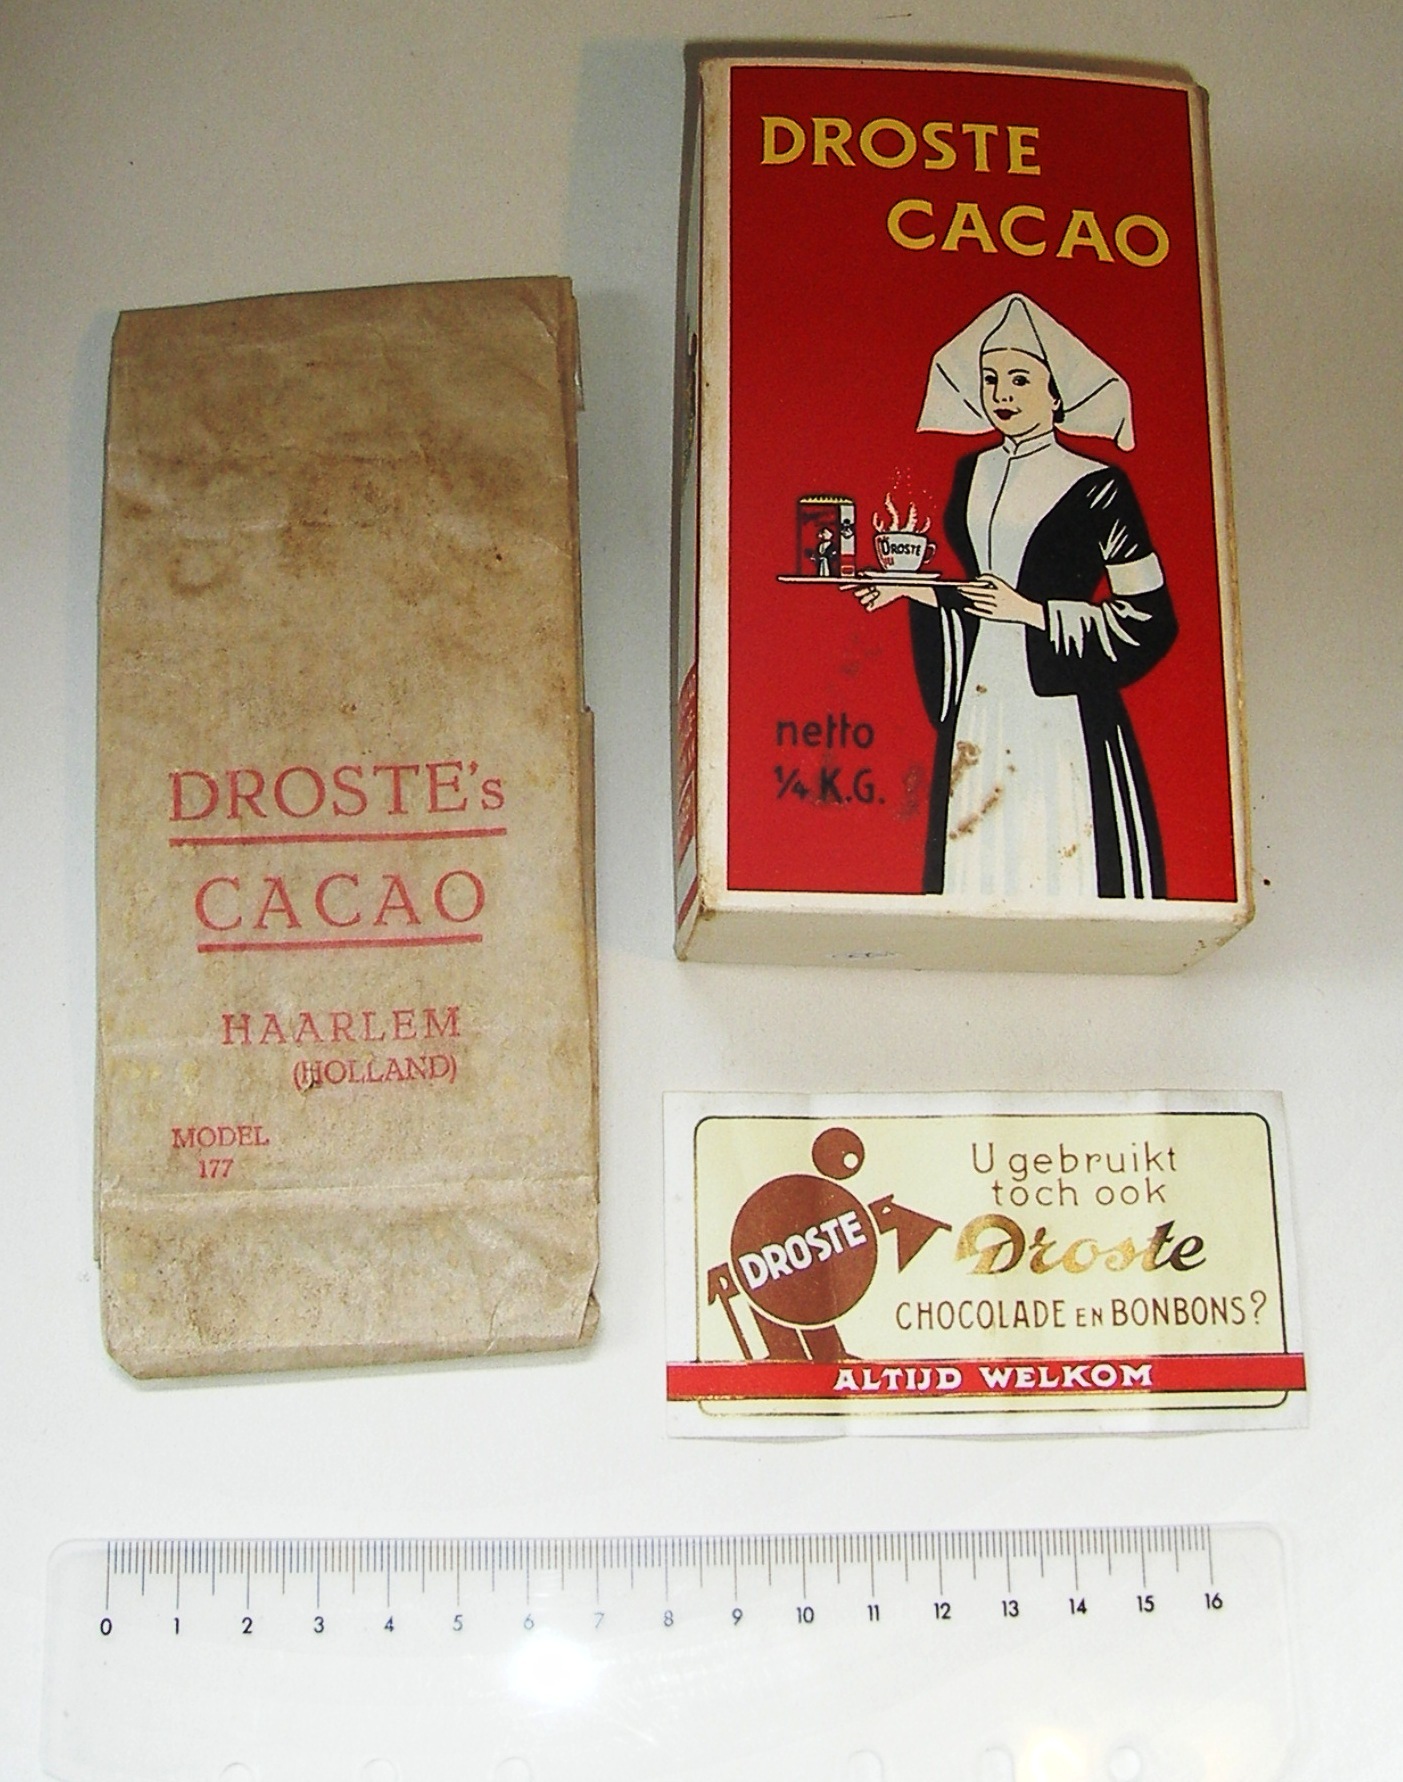 DROSTE
CACAO
DROSTE
netto
1/4 K.G.
DROSTE's
CACAO
HAARLEM
(HOLLAND)
MODEL
177
U gebruikt
toch ook
DROSTE
Droste
CHOCOLADE EN BONBONS?
ALTIJD WELKOM
0 1 2 3 4 5 6 7 8 9 10 11 12 13 14 15 16